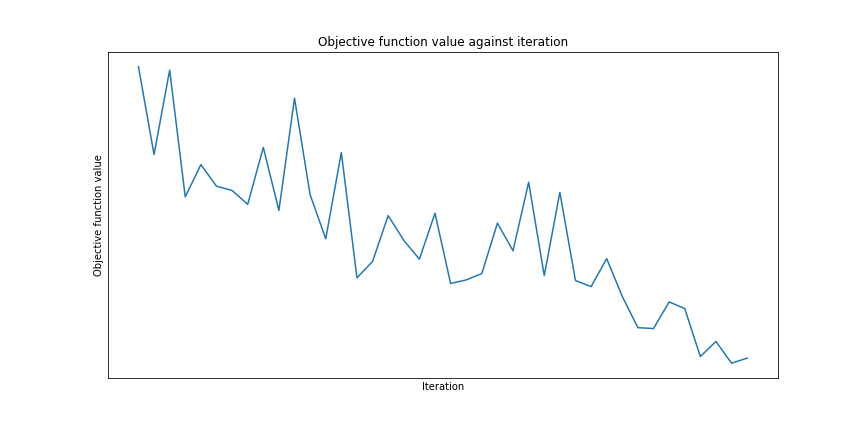 Objective function value against iteration
Objective function value
Iteration